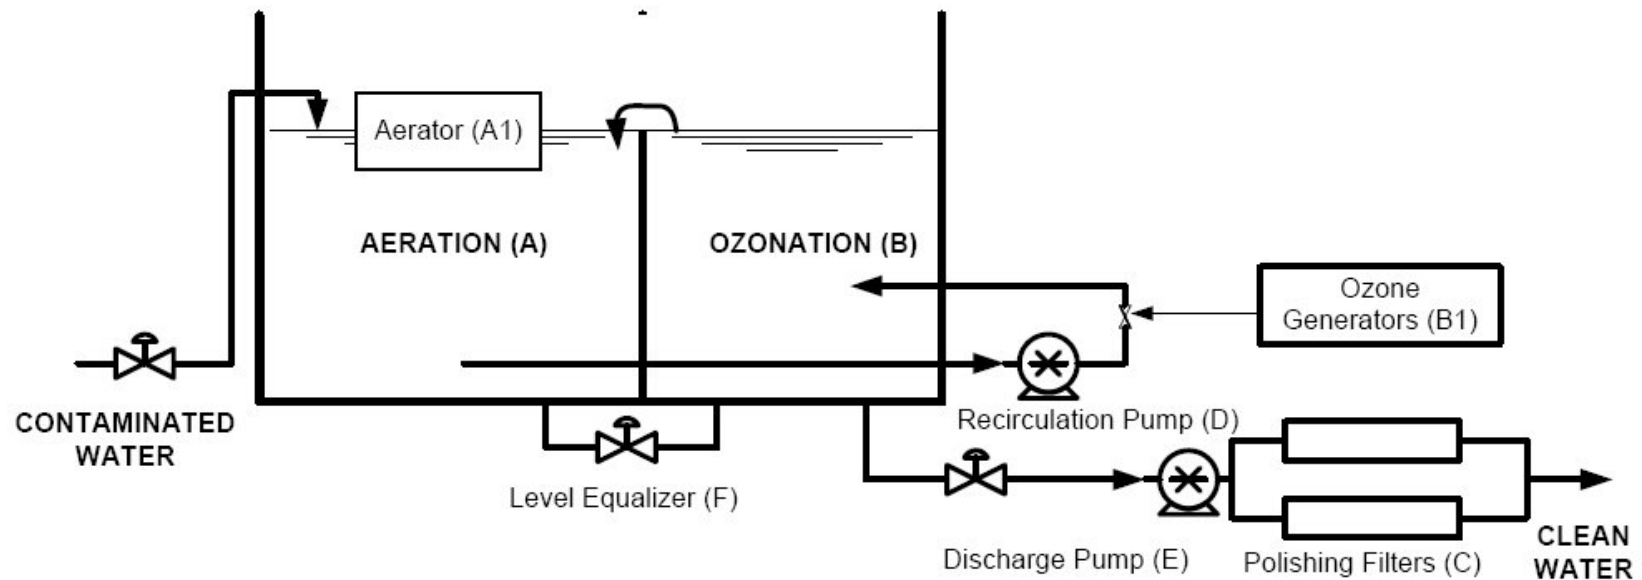 Aerator (A1)
AERATION (A)
OZONATION (B)
Ozone
Generators (B1)
CONTAMINATED
WATER
Recirculation Pump (D)
Level Equalizer (F)
Discharge Pump (E)
Polishing Filters (C)
CLEAN
WATER